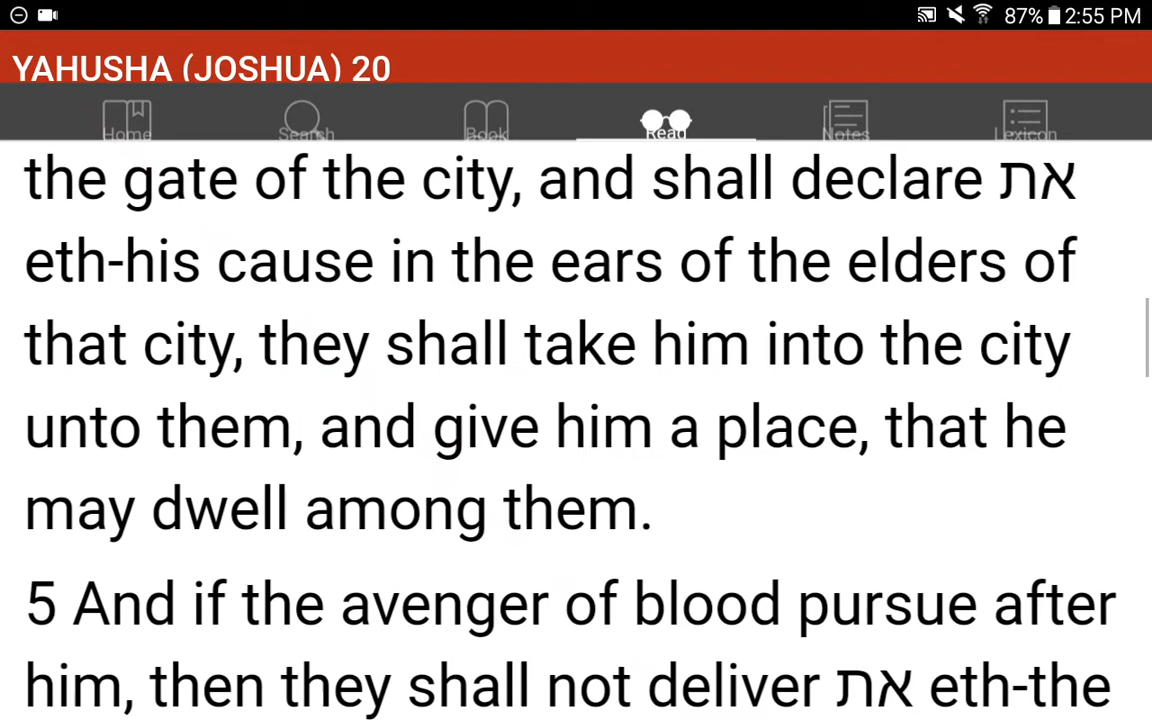 87% 2:55 PM
YAHUSHA (JOSHUA) 20
Home Search Book Read Notes Lexicon
the gate of the city, and shall declare את
eth-his cause in the ears of the elders of
that city, they shall take him into the city
unto them, and give him a place, that he
may dwell among them.
5 And if the avenger of blood pursue after
him, then they shall not deliver את eth-the